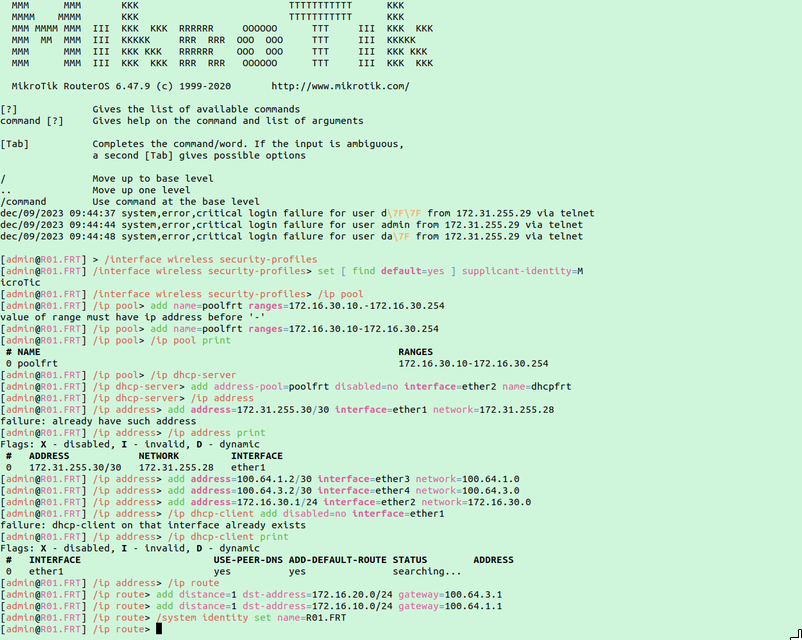 MMM      MMM       KKK                          TTTTTTTTTTT      KKK
MMMM    MMMM       KKK                          TTTTTTTTTTT      KKK
MMM MMMM MMM  III  KKK  KKK  RRRRRR     OOOOOO      TTT     III  KKK  KKK
MMM  MM  MMM  III  KKKKK     RRR  RRR  OOO  OOO     TTT     III  KKKKK
MMM      MMM  III  KKK KKK   RRRRRR    OOO  OOO     TTT     III  KKK KKK
MMM      MMM  III  KKK  KKK  RRR  RRR   OOOOOO      TTT     III  KKK  KKK
MikroTik RouterOS 6.47.9 (c) 1999-2020       http://www.mikrotik.com/
[?]             Gives the list of available commands
command [?]     Gives help on the command and list of arguments
[Tab]           Completes the command/word. If the input is ambiguous,
a second [Tab] gives possible options
/               Move up to base level
..              Move up one level
/command        Use command at the base level
dec/09/2023 09:44:37 system,error,critical login failure for user d\7F\7F from 172.31.255.29 via telnet
dec/09/2023 09:44:44 system,error,critical login failure for user admin from 172.31.255.29 via telnet
dec/09/2023 09:44:48 system,error,critical login failure for user da\7F from 172.31.255.29 via telnet
[admin@R01.FRT] > /interface wireless security-profiles
[admin@R01.FRT] /interface wireless security-profiles> set [ find default=yes ] supplicant-identity=M
icroTic
[admin@R01.FRT] /interface wireless security-profiles> /ip pool
[admin@R01.FRT] /ip pool> add name=poolfrt ranges=172.16.30.10.-172.16.30.254
value of range must have ip address before '-'
[admin@R01.FRT] /ip pool> add name=poolfrt ranges=172.16.30.10-172.16.30.254
[admin@R01.FRT] /ip pool> /ip pool print
# NAME                                                              RANGES
0 poolfrt                                                           172.16.30.10-172.16.30.254
[admin@R01.FRT] /ip pool> /ip dhcp-server
[admin@R01.FRT] /ip dhcp-server> add address-pool=poolfrt disabled=no interface=ether2 name=dhcpfrt
[admin@R01.FRT] /ip dhcp-server> /ip address
[admin@R01.FRT] /ip address> add address=172.31.255.30/30 interface=ether1 network=172.31.255.28
failure: already have such address
[admin@R01.FRT] /ip address> /ip address print
Flags: X - disabled, I - invalid, D - dynamic
#   ADDRESS            NETWORK         INTERFACE
0   172.31.255.30/30   172.31.255.28   ether1
[admin@R01.FRT] /ip address> add address=100.64.1.2/30 interface=ether3 network=100.64.1.0
[admin@R01.FRT] /ip address> add address=100.64.3.2/30 interface=ether4 network=100.64.3.0
[admin@R01.FRT] /ip address> add address=172.16.30.1/24 interface=ether2 network=172.16.30.0
[admin@R01.FRT] /ip address> /ip dhcp-client add disabled=no interface=ether1
failure: dhcp-client on that interface already exists
[admin@R01.FRT] /ip address> /ip dhcp-client print
Flags: X - disabled, I - invalid, D - dynamic
#   INTERFACE                       USE-PEER-DNS ADD-DEFAULT-ROUTE STATUS        ADDRESS
0   ether1                          yes          yes               searching...
[admin@R01.FRT] /ip address> /ip route
[admin@R01.FRT] /ip route> add distance=1 dst-address=172.16.20.0/24 gateway=100.64.3.1
[admin@R01.FRT] /ip route> add distance=1 dst-address=172.16.10.0/24 gateway=100.64.1.1
[admin@R01.FRT] /ip route> /system identity set name=R01.FRT
[admin@R01.FRT] /ip route>